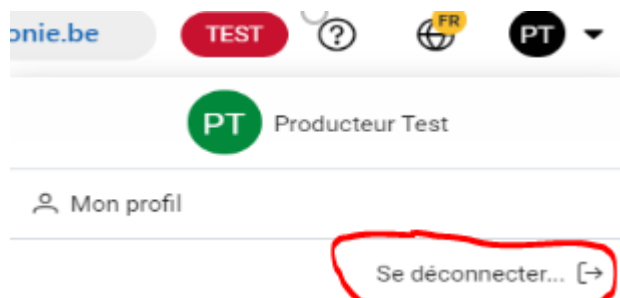 onie.be TEST FR PT
PT Producteur Test
Mon profil
Se déconnecter...